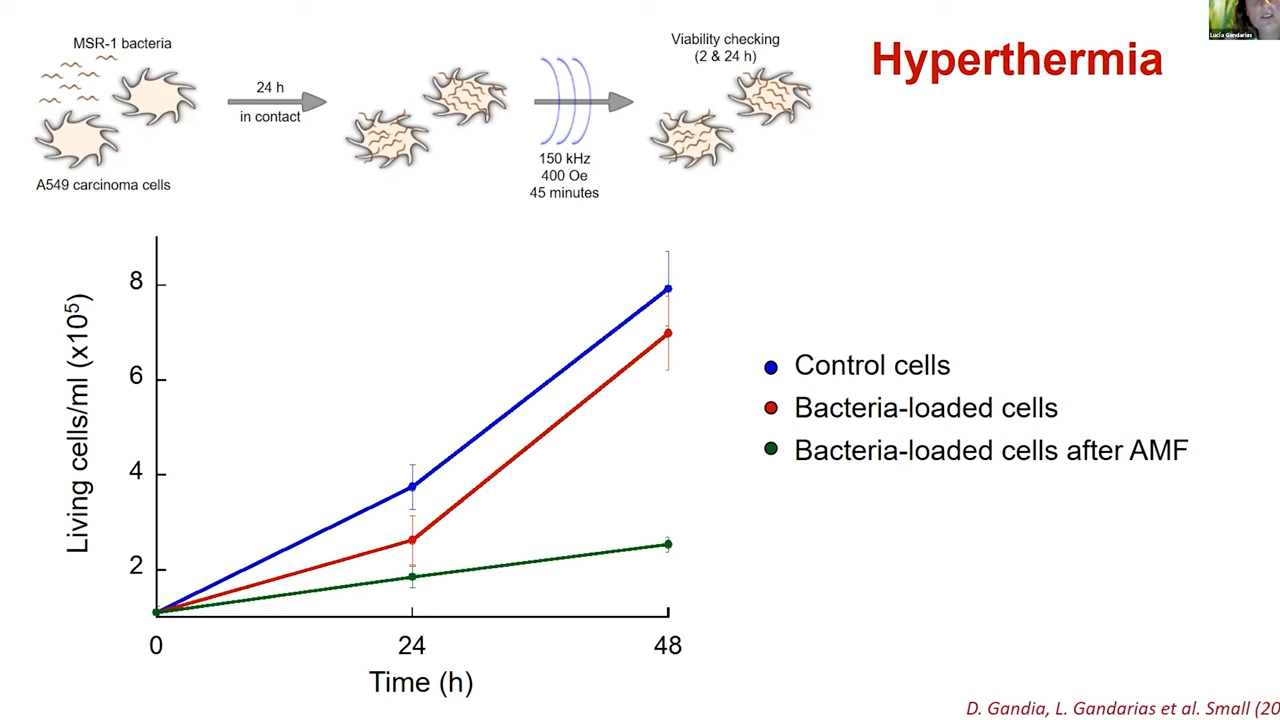 Lucía Gandarias
Hyperthermia
MSR-1 bacteria
A549 carcinoma cells
24 h
in contact
150 kHz
400 Oe
45 minutes
Viability checking
(2 & 24 h)
Living cells/ml (x10⁵)
8
6
4
2
0
24
48
Time (h)
Control cells
Bacteria-loaded cells
Bacteria-loaded cells after AMF
D. Gandia, L. Gandarias et al. Small (20